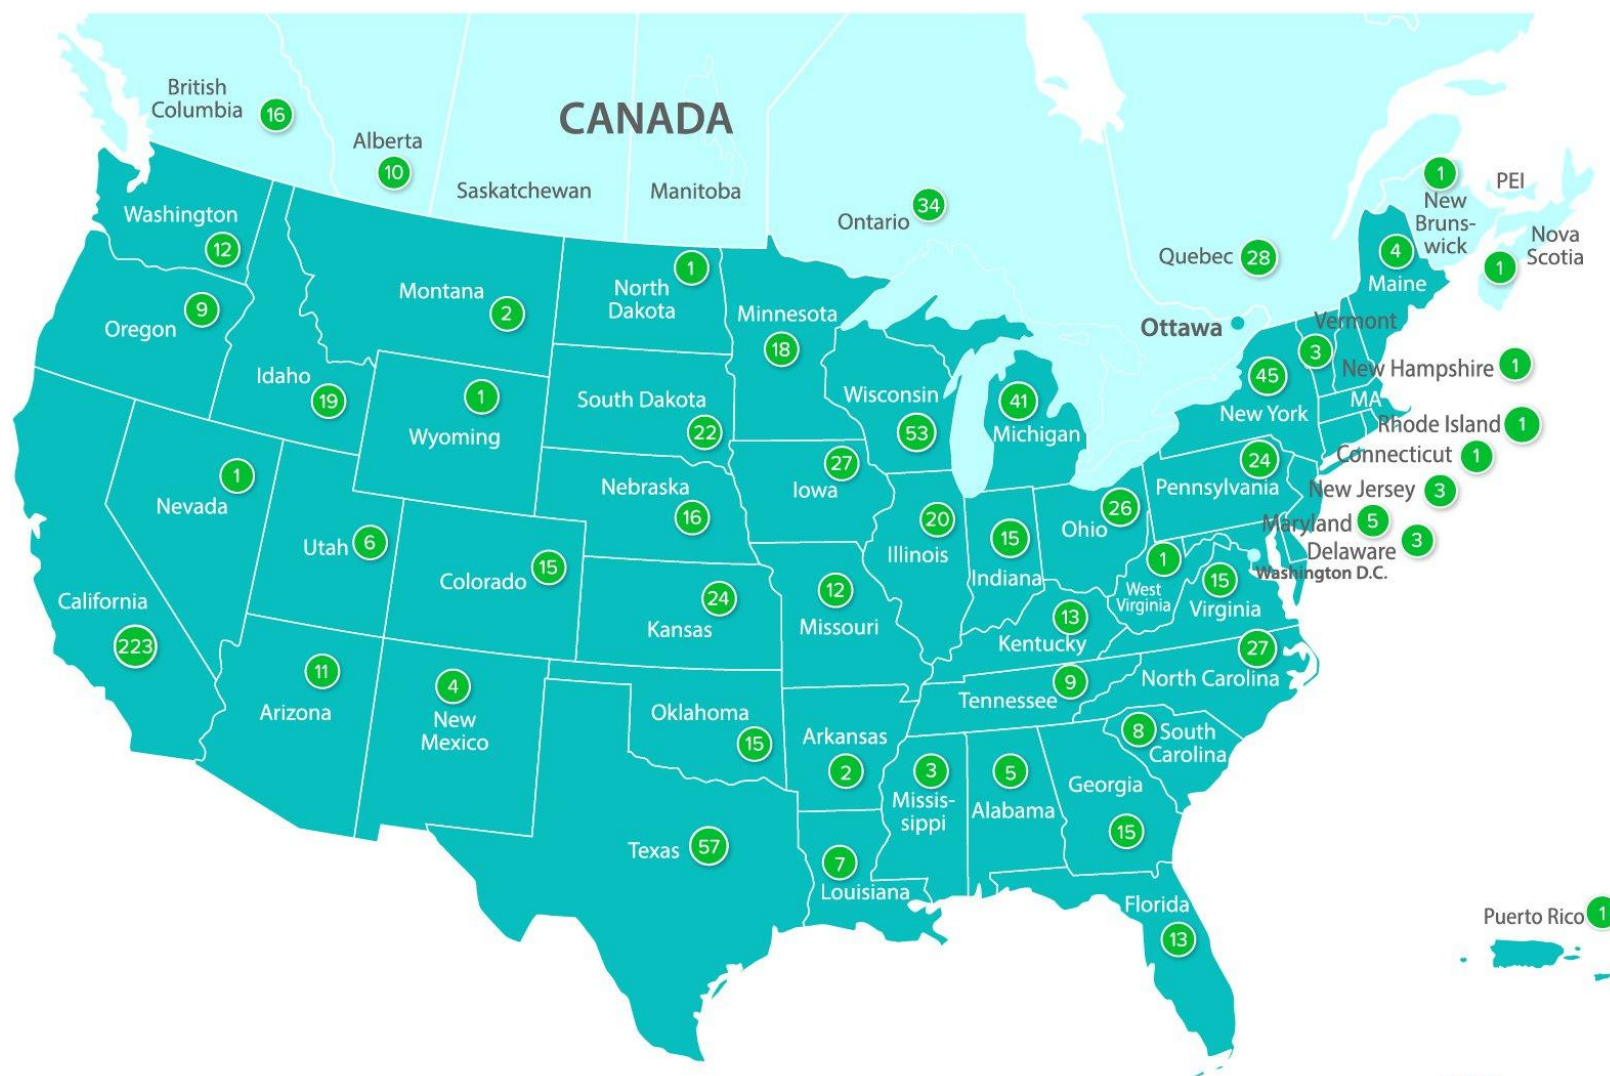 British
Columbia
16
Alberta
10
CANADA
Saskatchewan
Manitoba
Ontario
34
Quebec
28
1
New
Bruns-
wick
PEI
Nova
Scotia
1
Washington
12
Oregon
9
Idaho
19
Montana
2
North
Dakota
1
Minnesota
18
Ottawa
Maine
4
Vermont
3
New Hampshire
1
Wyoming
1
South Dakota
22
Wisconsin
53
Michigan
41
New York
45
MA
Rhode Island
1
Connecticut
1
Nevada
1
Utah
6
Colorado
15
Nebraska
16
Iowa
27
Illinois
20
Indiana
15
Ohio
26
Pennsylvania
24
New Jersey
3
Maryland
5
Delaware
3
Washington D.C.
California
223
Kansas
24
Missouri
12
Kentucky
13
West
Virginia
1
Virginia
15
Arizona
11
New
Mexico
4
Oklahoma
15
Arkansas
2
Tennessee
9
North Carolina
27
South
Carolina
8
Texas
57
Louisiana
7
Missis-
sippi
3
Alabama
5
Georgia
15
Florida
13
Puerto Rico
1